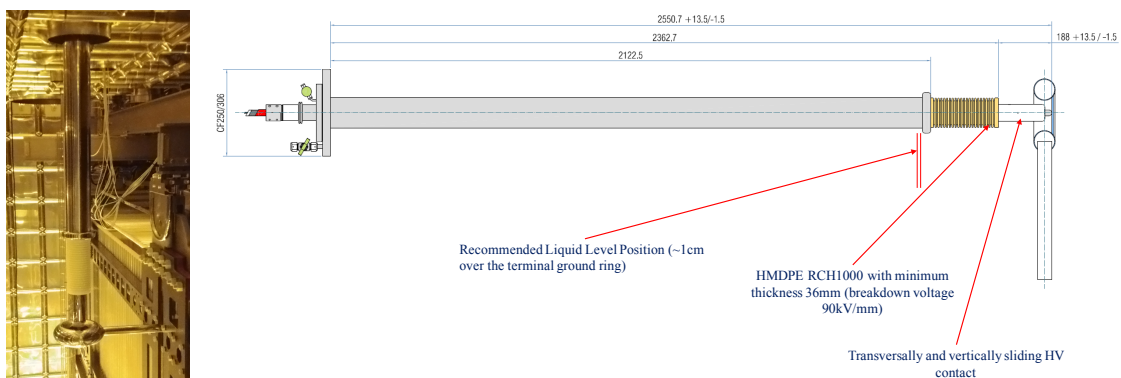 2550.7 +13.5/-1.5
2362.7
188 +13.5 / -1.5
2122.5
CF250/306
Recommended Liquid Level Position (~1cm
over the terminal ground ring)
HMDPE RCH1000 with minimum
thickness 36mm (breakdown voltage
90kV/mm)
Transversally and vertically sliding HV
contact